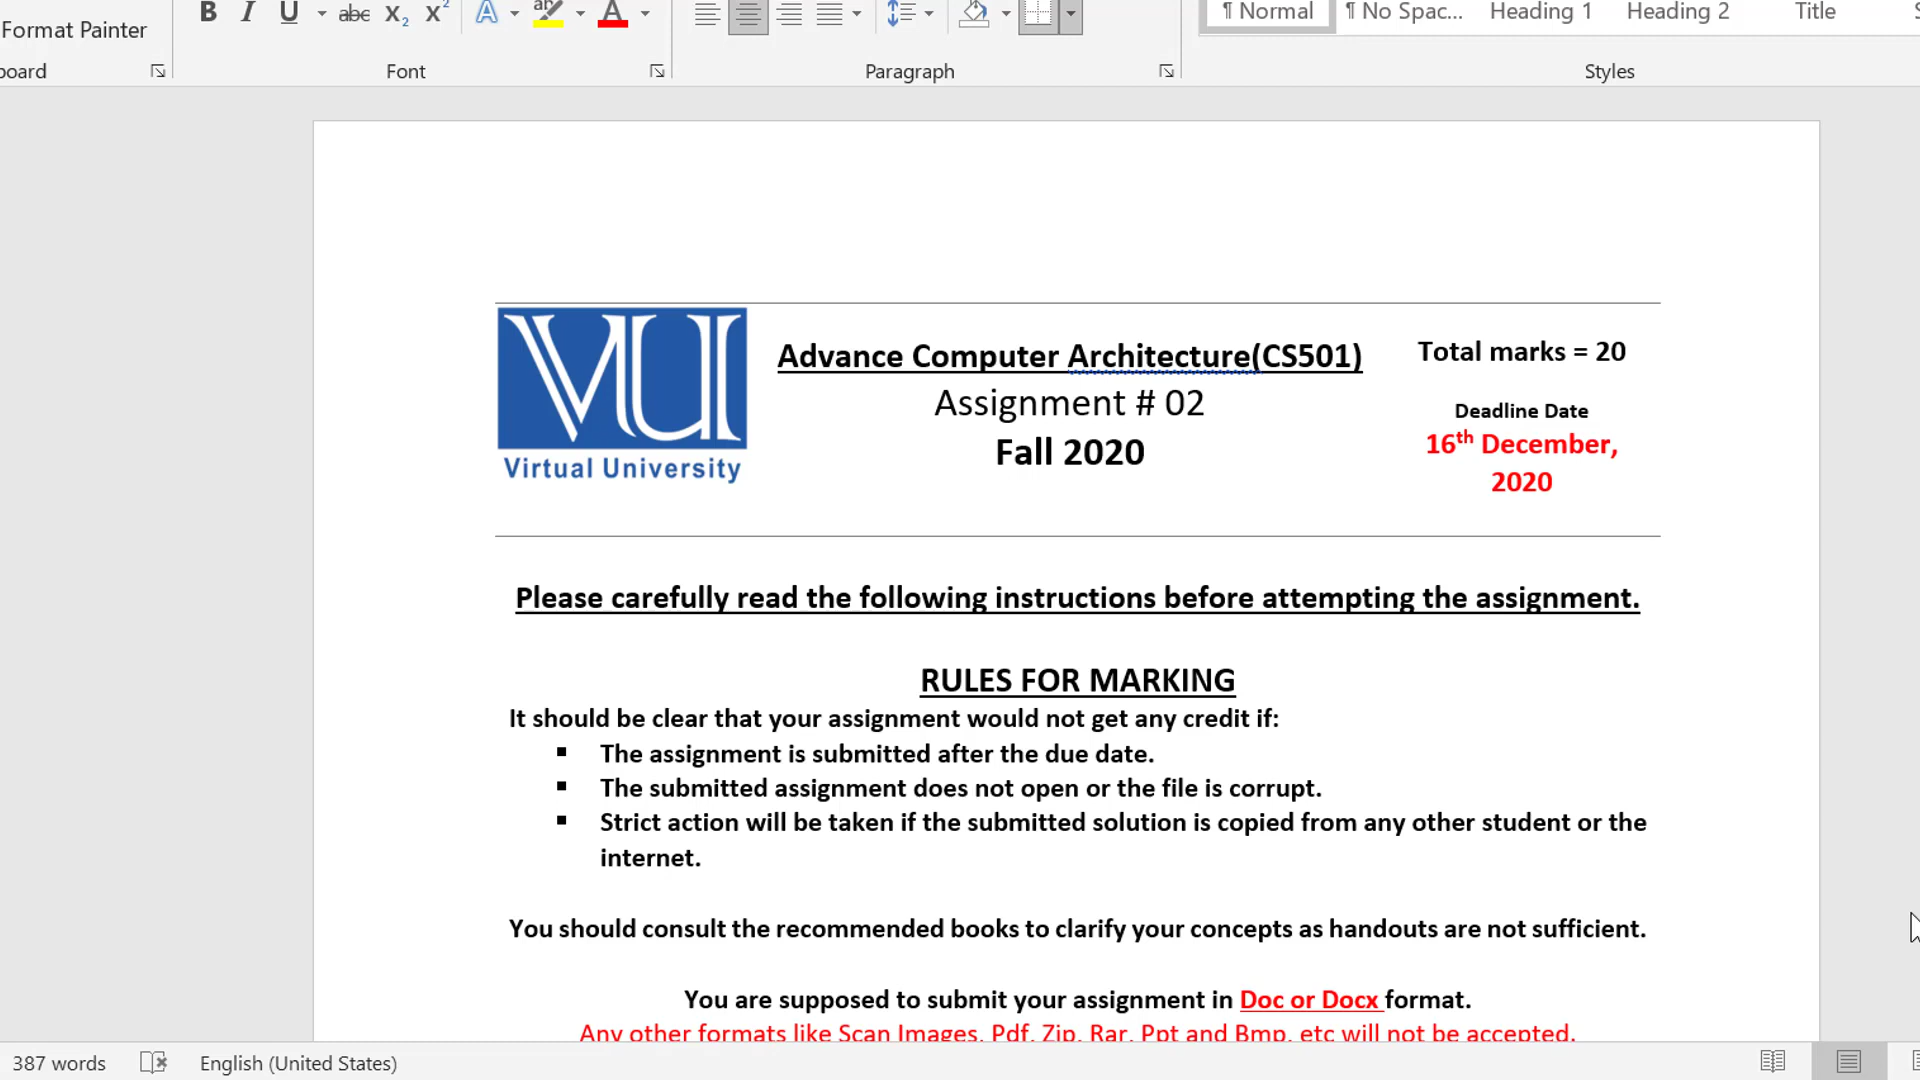 Format Painter
B I U abc X₂ X² A ab A
¶ Normal ¶ No Spac... Heading 1 Heading 2 Title
board Font Paragraph Styles
VU
Virtual University
Advance Computer Architecture(CS501)
Assignment # 02
Fall 2020
Total marks = 20
Deadline Date
16th December,
2020
Please carefully read the following instructions before attempting the assignment.
RULES FOR MARKING
It should be clear that your assignment would not get any credit if:
▪ The assignment is submitted after the due date.
▪ The submitted assignment does not open or the file is corrupt.
▪ Strict action will be taken if the submitted solution is copied from any other student or the
internet.
You should consult the recommended books to clarify your concepts as handouts are not sufficient.
You are supposed to submit your assignment in Doc or Docx format.
Any other formats like Scan Images, Pdf, Zip, Rar, Ppt and Bmp, etc will not be accepted.
387 words English (United States)